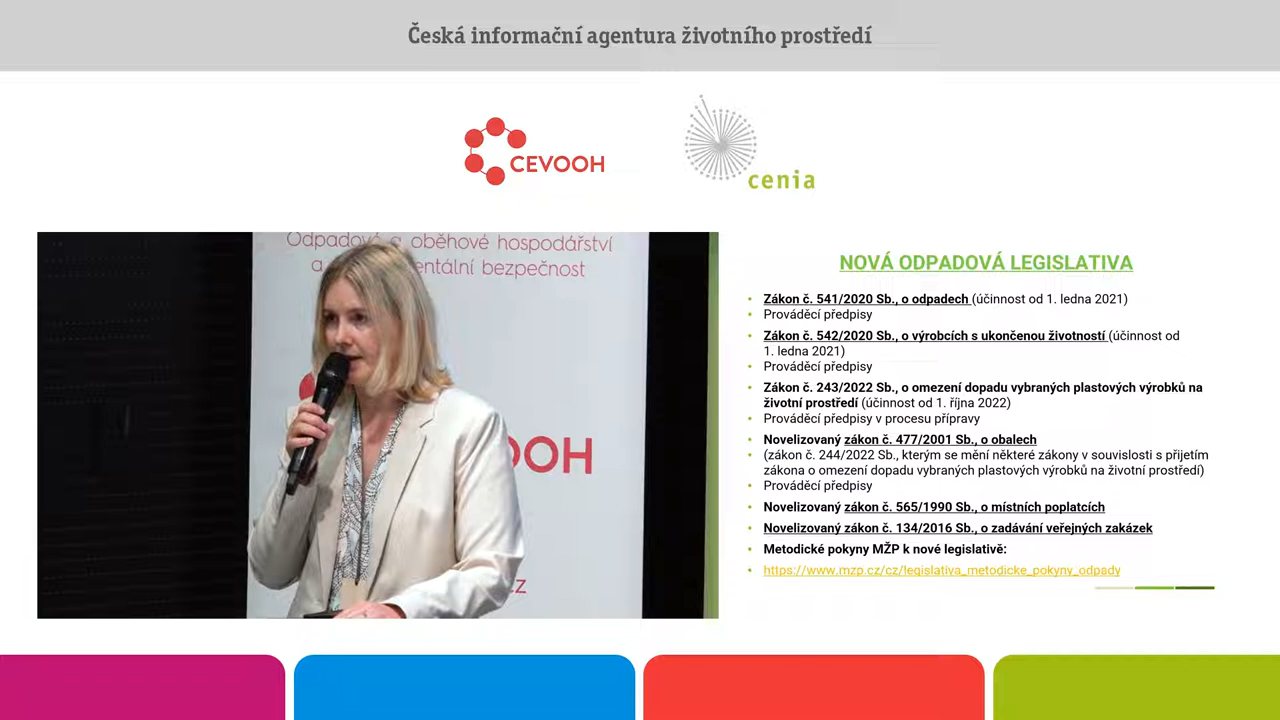 Česká informační agentura životního prostředí
CEVOOH
cenia
Odpadové a oběhové hospodářství
a entální bezpečnost
OOH
cz
NOVÁ ODPADOVÁ LEGISLATIVA
• Zákon č. 541/2020 Sb., o odpadech (účinnost od 1. ledna 2021)
• Prováděcí předpisy
• Zákon č. 542/2020 Sb., o výrobcích s ukončenou životností (účinnost od
1. ledna 2021)
• Prováděcí předpisy
• Zákon č. 243/2022 Sb., o omezení dopadu vybraných plastových výrobků na
životní prostředí (účinnost od 1. října 2022)
• Prováděcí předpisy v procesu přípravy
• Novelizovaný zákon č. 477/2001 Sb., o obalech
• (zákon č. 244/2022 Sb., kterým se mění některé zákony v souvislosti s přijetím
zákona o omezení dopadu vybraných plastových výrobků na životní prostředí)
• Prováděcí předpisy
• Novelizovaný zákon č. 565/1990 Sb., o místních poplatcích
• Novelizovaný zákon č. 134/2016 Sb., o zadávání veřejných zakázek
• Metodické pokyny MŽP k nové legislativě:
• https://www.mzp.cz/cz/legislativa_metodicke_pokyny_odpady